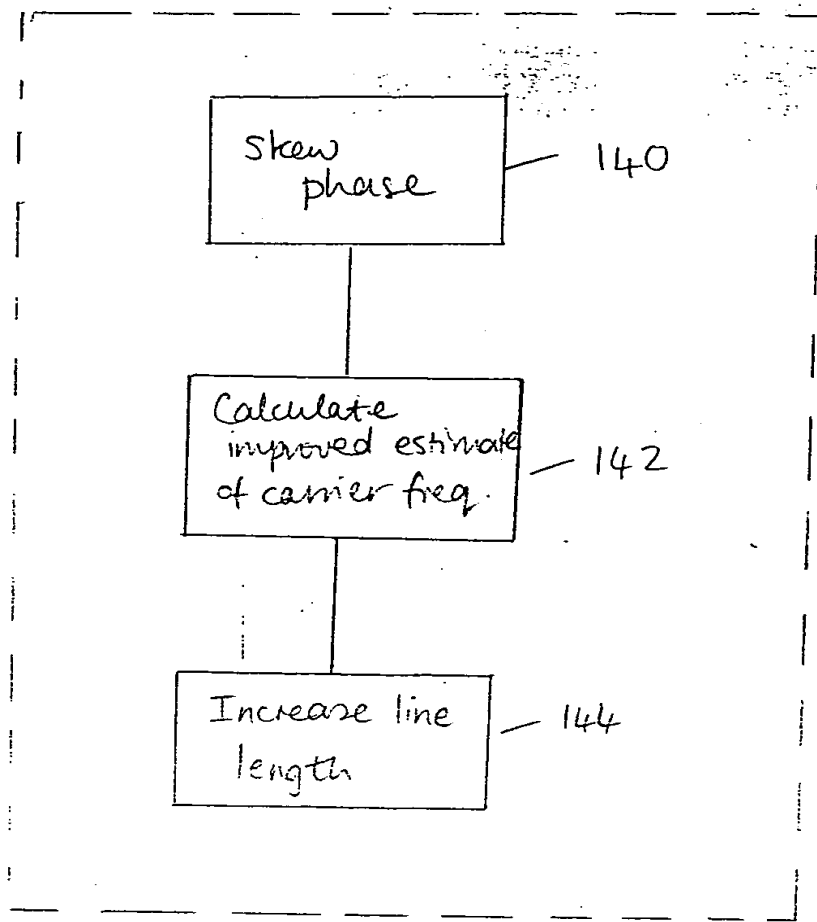 Skew
phase
140
Calculate
improved estimate
of carrier freq.
142
Increase line
length
144